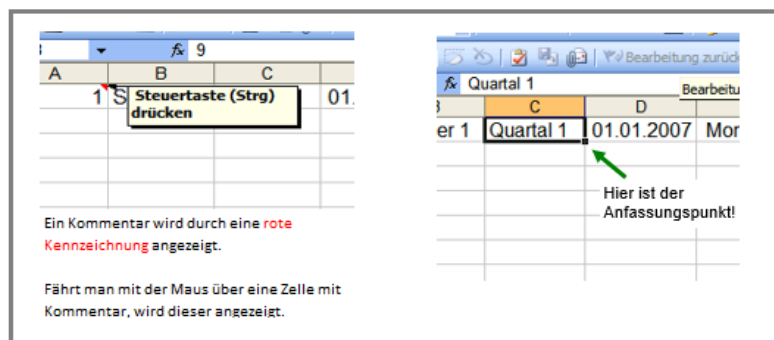 fx 9
A B C
1 S Steuertaste (Strg) 01.
drücken
Ein Kommentar wird durch eine rote
Kennzeichnung angezeigt.
Fährt man mit der Maus über eine Zelle mit
Kommentar, wird dieser angezeigt.
Bearbeitung zurück
fx Quartal 1
Bearbeitu
C D
er 1 Quartal 1 01.01.2007 Mon
Hier ist der
Anfassungspunkt!